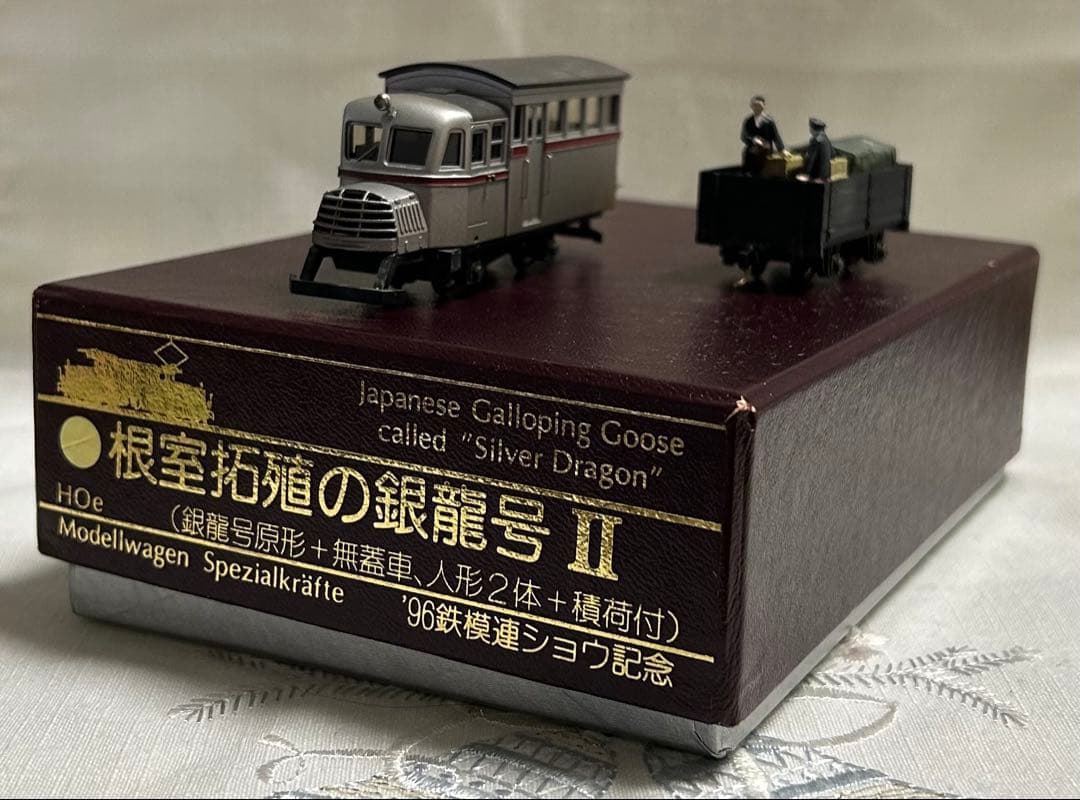 Japanese Galloping Goose
called "Silver Dragon"
根室拓殖の銀龍号 II
HOe
(銀龍号原形+無蓋車、人形2体+積荷付)
Modellwagen Spezialkräfte
'96鉄模連ショウ記念